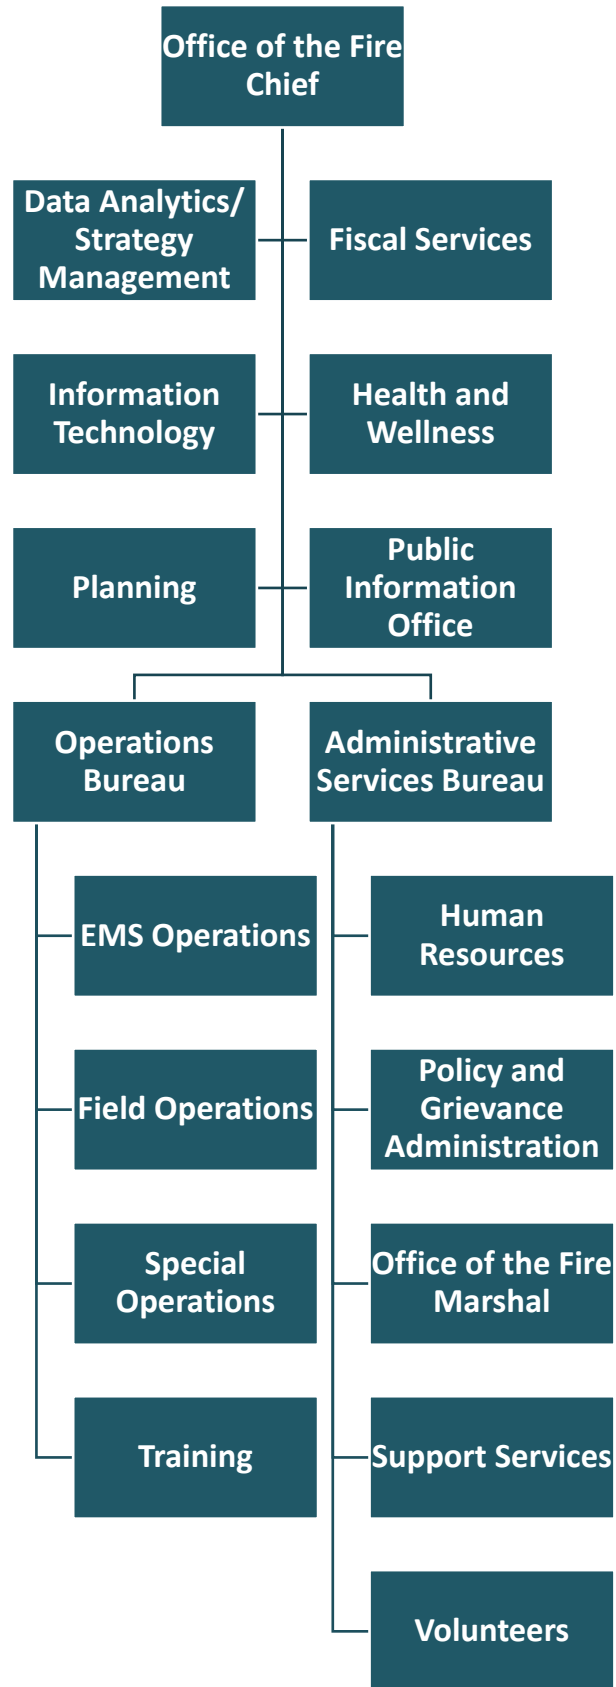 Office of the Fire
Chief
Data Analytics/
Strategy
Management
Fiscal Services
Information
Technology
Health and
Wellness
Planning
Public
Information
Office
Operations
Bureau
Administrative
Services Bureau
EMS Operations
Human
Resources
Field Operations
Policy and
Grievance
Administration
Special
Operations
Office of the Fire
Marshal
Training
Support Services
Volunteers